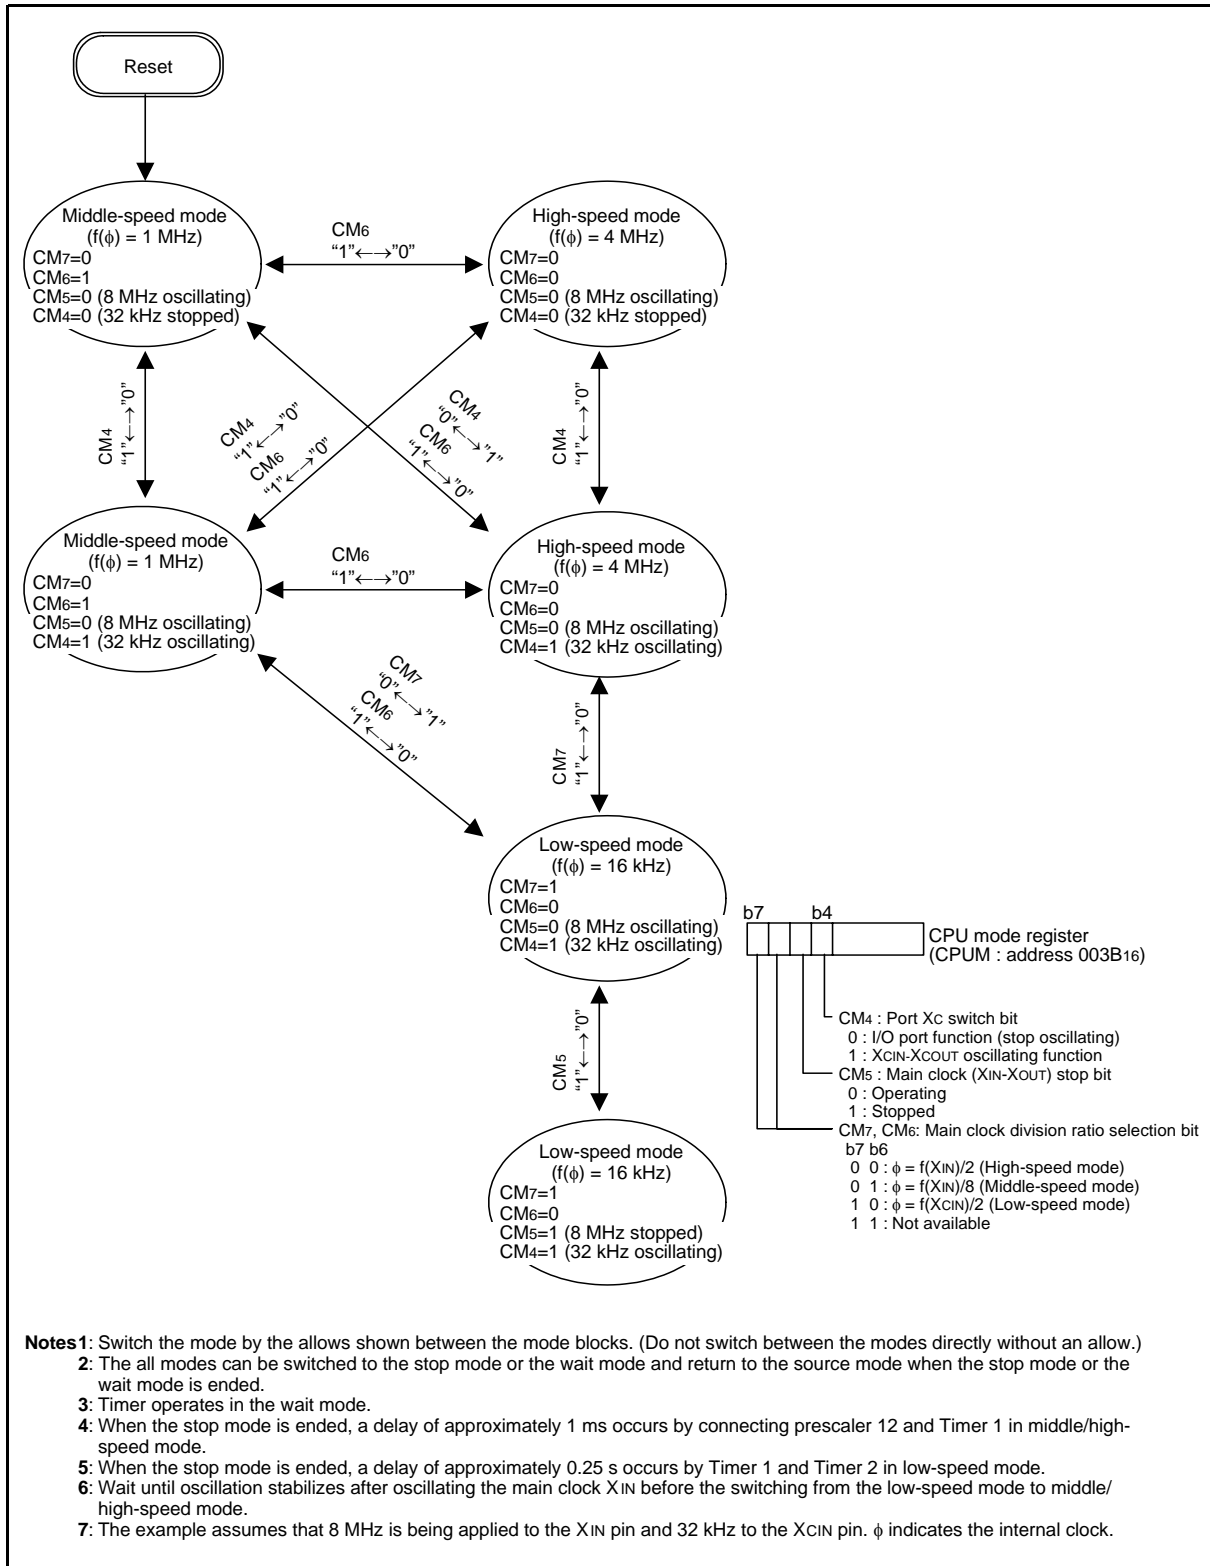 Reset
Middle-speed mode
(f(ϕ) = 1 MHz)
CM7=0
CM6=1
CM5=0 (8 MHz oscillating)
CM4=0 (32 kHz stopped)
CM6
“1”←→”0”
High-speed mode
(f(ϕ) = 4 MHz)
CM7=0
CM6=0
CM5=0 (8 MHz oscillating)
CM4=0 (32 kHz stopped)
CM4
“1”←→”0”
CM4
“1”←→”0”
CM6
“1”←→”0”
CM4
“0”←→”1”
CM6
“1”←→”0”
CM4
“1”←→”0”
Middle-speed mode
(f(ϕ) = 1 MHz)
CM7=0
CM6=1
CM5=0 (8 MHz oscillating)
CM4=1 (32 kHz oscillating)
CM6
“1”←→”0”
High-speed mode
(f(ϕ) = 4 MHz)
CM7=0
CM6=0
CM5=0 (8 MHz oscillating)
CM4=1 (32 kHz oscillating)
CM7
“0”←→”1”
CM6
“1”←→”0”
CM7
“1”←→”0”
Low-speed mode
(f(ϕ) = 16 kHz)
CM7=1
CM6=0
CM5=0 (8 MHz oscillating)
CM4=1 (32 kHz oscillating)
CM5
“1”←→”0”
Low-speed mode
(f(ϕ) = 16 kHz)
CM7=1
CM6=0
CM5=1 (8 MHz stopped)
CM4=1 (32 kHz oscillating)
b7 b4
CPU mode register
(CPUM : address 003B16)
CM4 : Port XC switch bit
0 : I/O port function (stop oscillating)
1 : XCIN-XCOUT oscillating function
CM5 : Main clock (XIN-XOUT) stop bit
0 : Operating
1 : Stopped
CM7, CM6: Main clock division ratio selection bit
b7 b6
0 0 : ϕ = f(XIN)/2 (High-speed mode)
0 1 : ϕ = f(XIN)/8 (Middle-speed mode)
1 0 : ϕ = f(XCIN)/2 (Low-speed mode)
1 1 : Not available
Notes1: Switch the mode by the allows shown between the mode blocks. (Do not switch between the modes directly without an allow.)
2: The all modes can be switched to the stop mode or the wait mode and return to the source mode when the stop mode or the
wait mode is ended.
3: Timer operates in the wait mode.
4: When the stop mode is ended, a delay of approximately 1 ms occurs by connecting prescaler 12 and Timer 1 in middle/high-
speed mode.
5: When the stop mode is ended, a delay of approximately 0.25 s occurs by Timer 1 and Timer 2 in low-speed mode.
6: Wait until oscillation stabilizes after oscillating the main clock XIN before the switching from the low-speed mode to middle/
high-speed mode.
7: The example assumes that 8 MHz is being applied to the XIN pin and 32 kHz to the XCIN pin. ϕ indicates the internal clock.